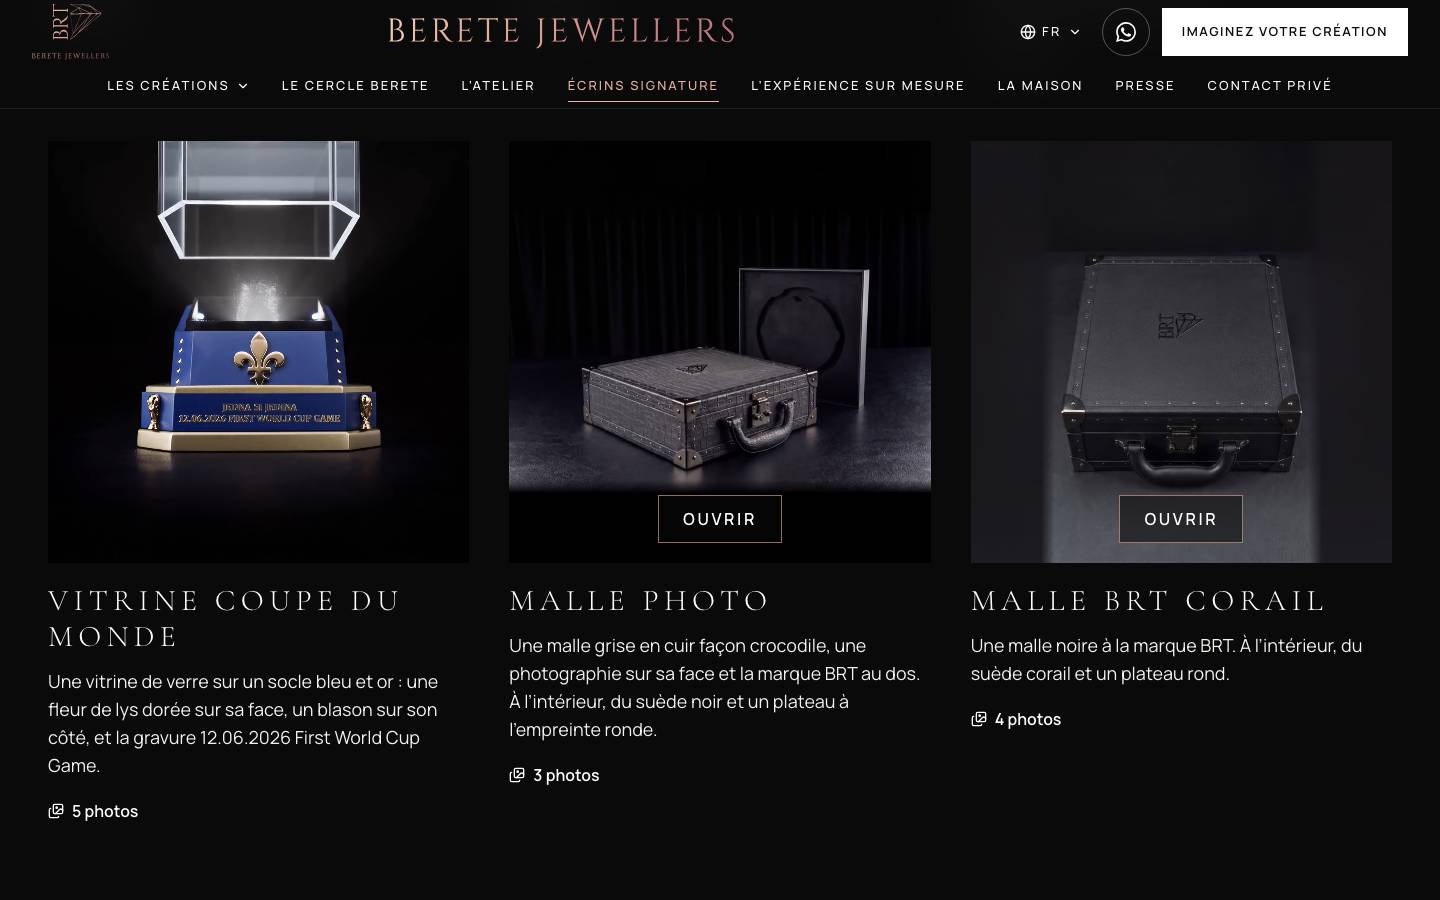 BRT
BERETE JEWELLERS
BERETE JEWELLERS
FR
IMAGINEZ VOTRE CRÉATION
LES CRÉATIONS
LE CERCLE BERETE
L'ATELIER
ÉCRINS SIGNATURE
L'EXPÉRIENCE SUR MESURE
LA MAISON
PRESSE
CONTACT PRIVÉ
12.06.2026 FIRST WORLD CUP GAME
BRT
OUVRIR
OUVRIR
VITRINE COUPE DU
MONDE
Une vitrine de verre sur un socle bleu et or : une
fleur de lys dorée sur sa face, un blason sur son
côté, et la gravure 12.06.2026 First World Cup
Game.
5 photos
MALLE PHOTO
Une malle grise en cuir façon crocodile, une
photographie sur sa face et la marque BRT au dos.
À l'intérieur, du suède noir et un plateau à
l'empreinte ronde.
3 photos
MALLE BRT CORAIL
Une malle noire à la marque BRT. À l'intérieur, du
suède corail et un plateau rond.
4 photos